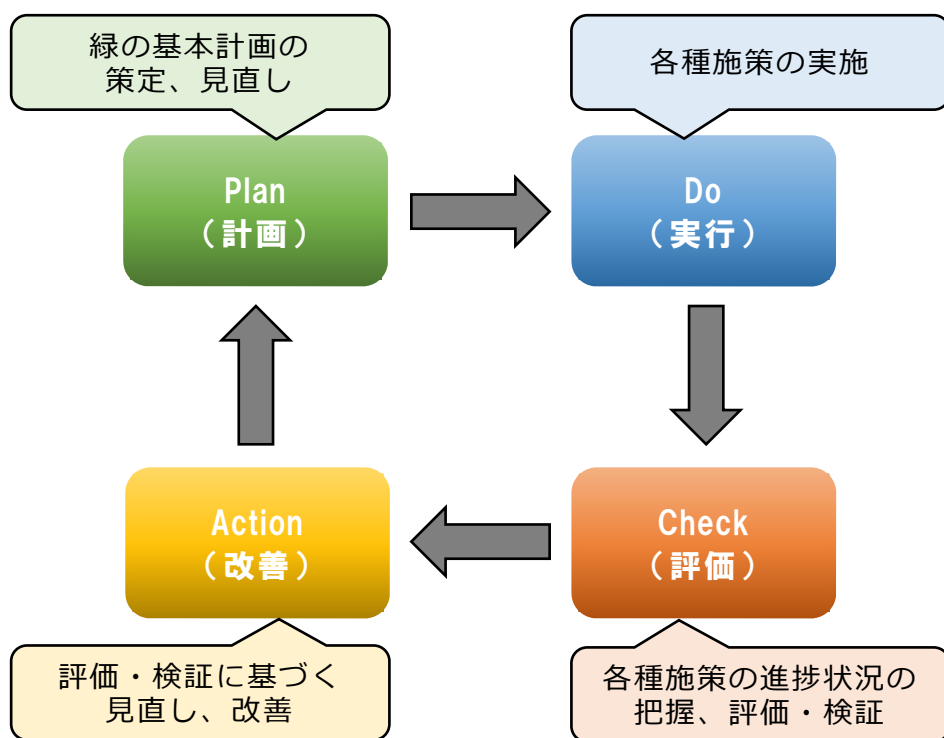 緑の基本計画の
策定、見直し
各種施策の実施
Plan
（計画）
Do
（実行）
Action
（改善）
Check
（評価）
評価・検証に基づく
見直し、改善
各種施策の進捗状況の
把握、評価・検証